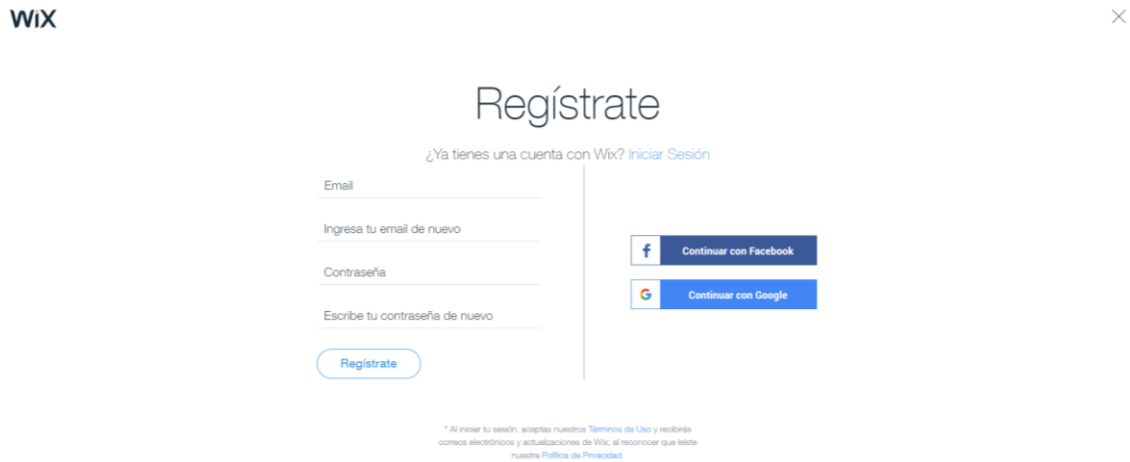 WiX
Regístrate
¿Ya tienes una cuenta con Wix? Iniciar Sesión
Email
Ingresa tu email de nuevo
Contraseña
Escribe tu contraseña de nuevo
Regístrate
f Continuar con Facebook
G Continuar con Google
* Al iniciar tu sesión, aceptas nuestros Términos de Uso y recibirás
correos electrónicos y actualizaciones de Wix; al reconocer que leíste
nuestra Política de Privacidad.